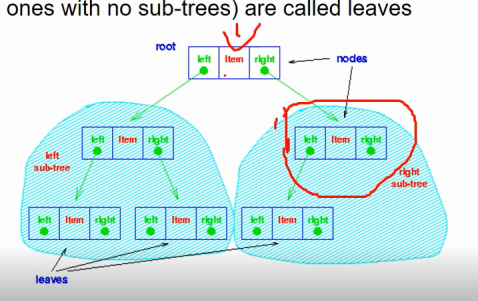 ones with no sub-trees) are called leaves
root
left Item right
nodes
left Item right
left Item right
left
sub-tree
right
sub-tree
left Item right left Item right left Item right
leaves